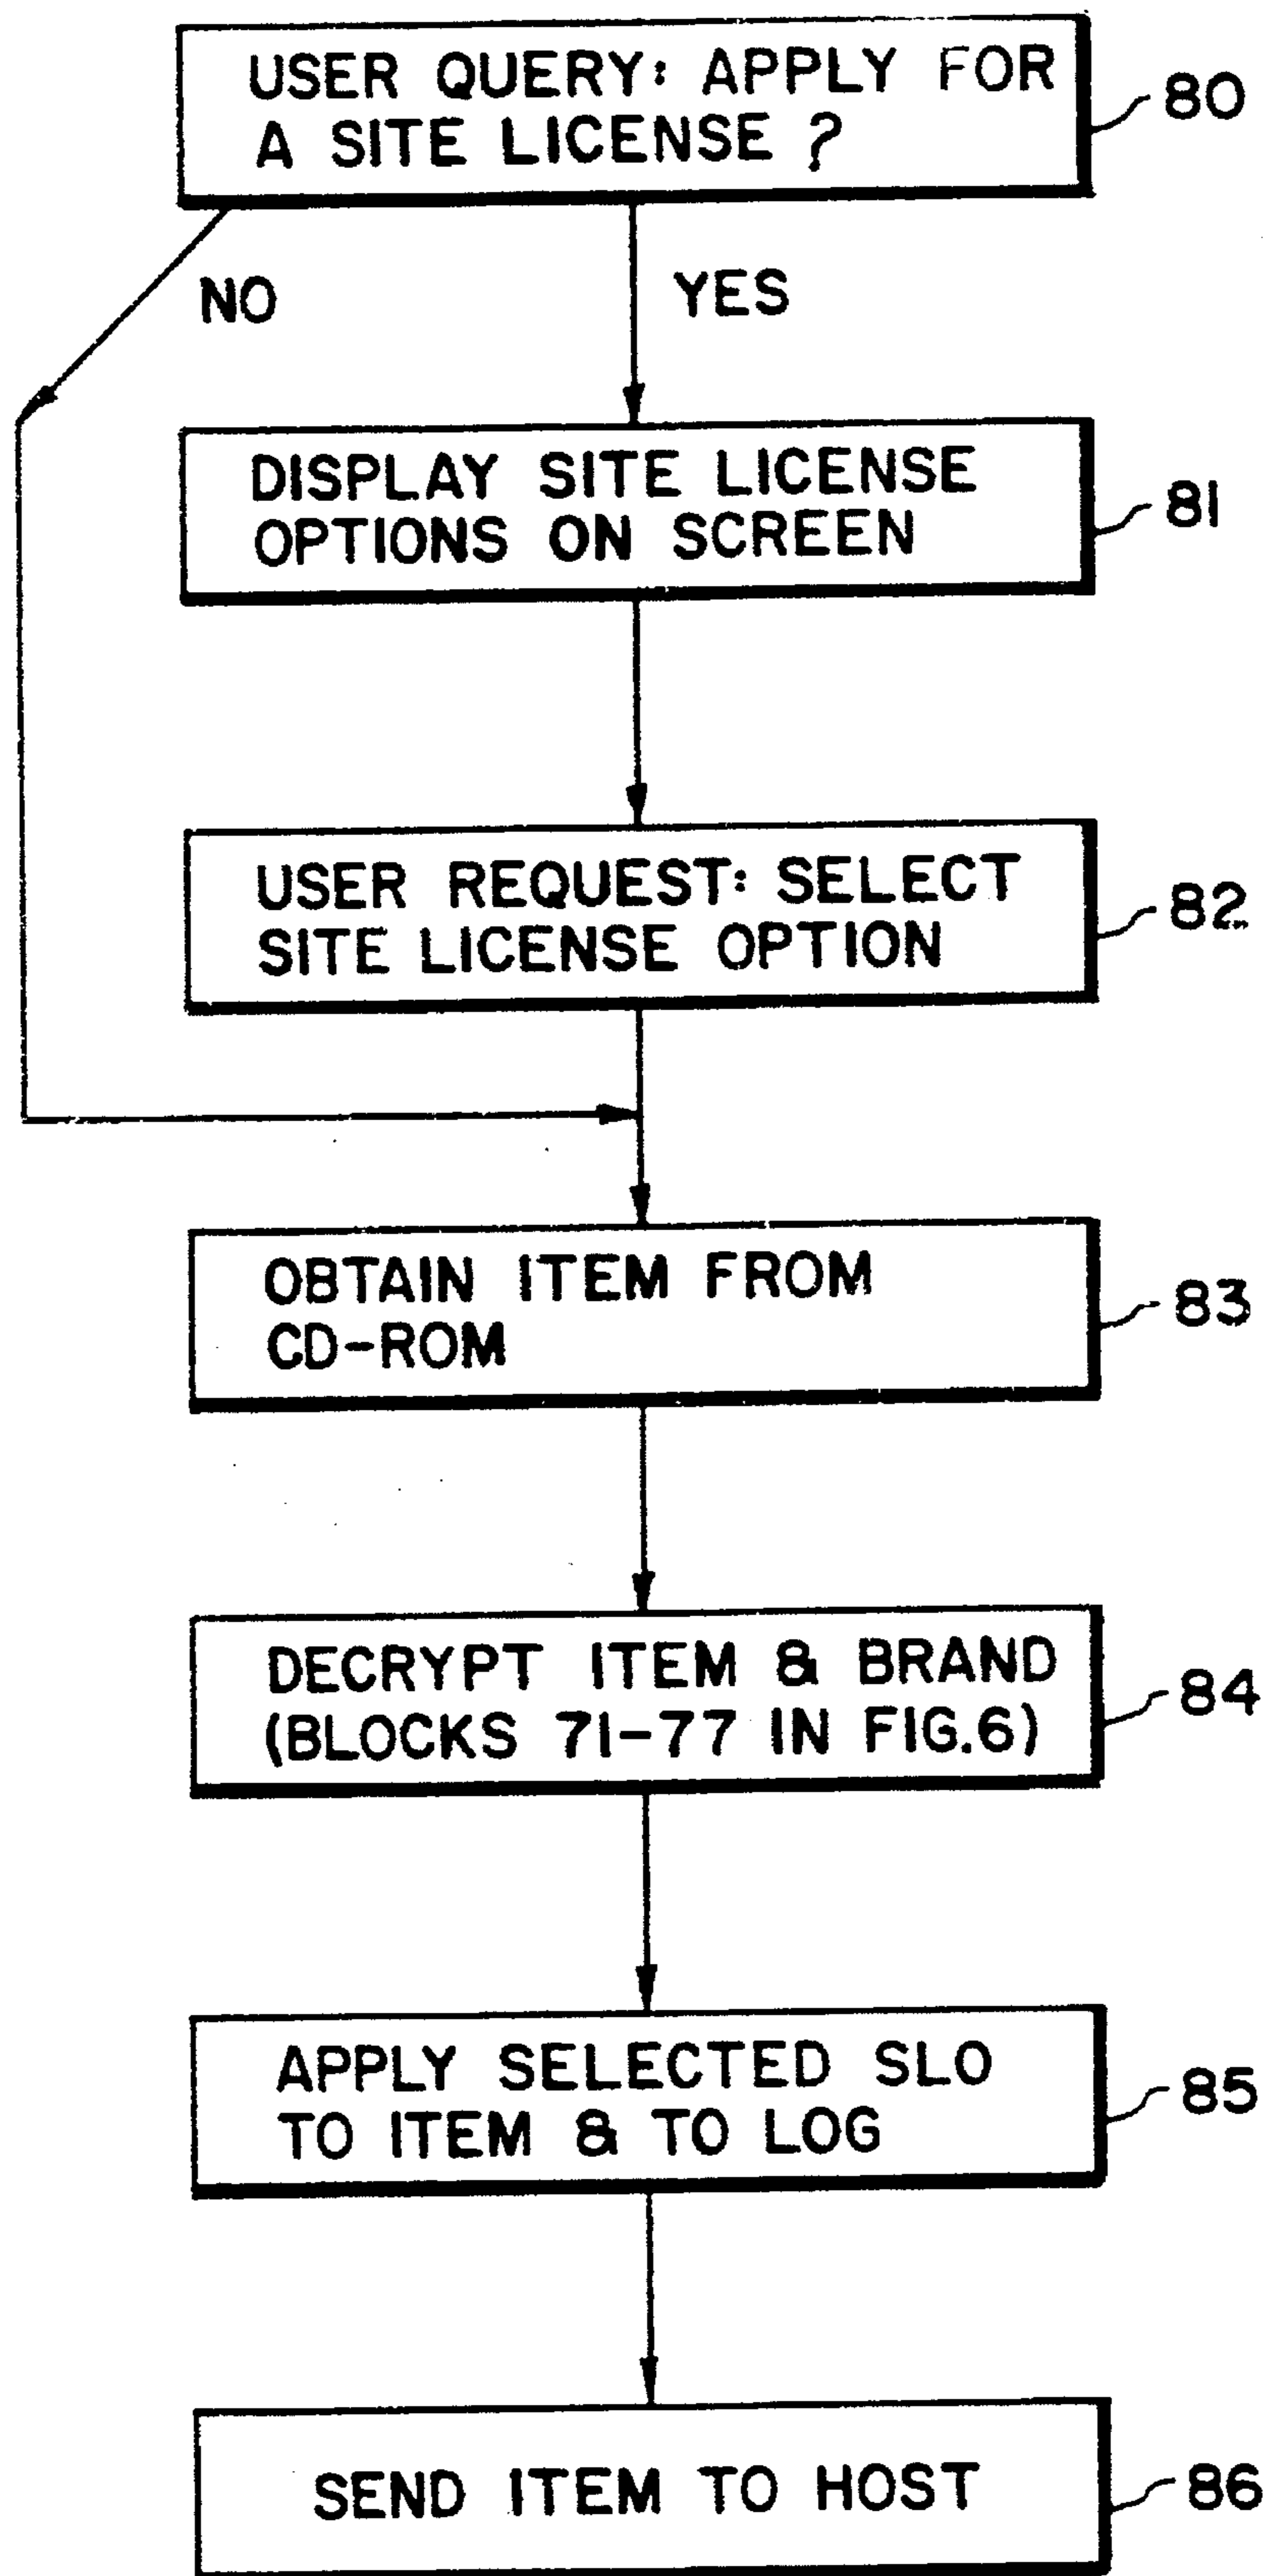 USER QUERY: APPLY FOR
A SITE LICENSE ?
80
NO
YES
DISPLAY SITE LICENSE
OPTIONS ON SCREEN
81
USER REQUEST: SELECT
SITE LICENSE OPTION
82
OBTAIN ITEM FROM
CD-ROM
83
DECRYPT ITEM & BRAND
(BLOCKS 71-77 IN FIG.6)
84
APPLY SELECTED SLO
TO ITEM & TO LOG
85
SEND ITEM TO HOST
86